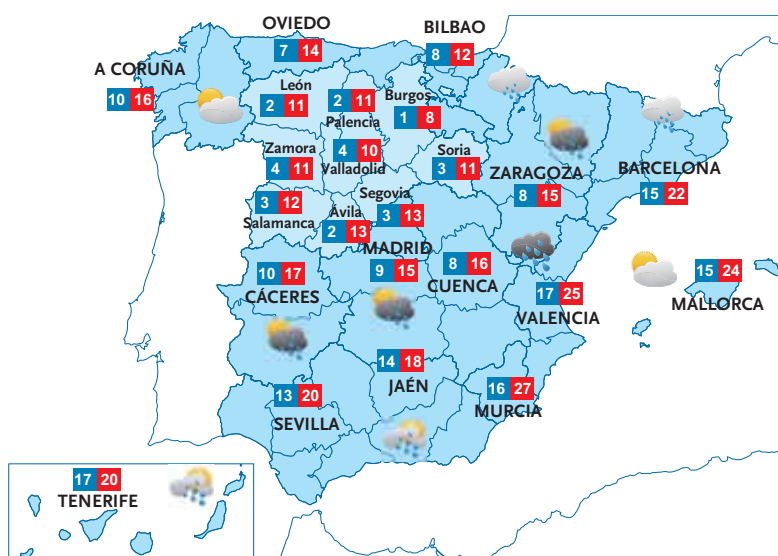 OVIEDO
7 14
BILBAO
8 12
A CORUÑA
10 16
León
2 11
2 11
Palencia
Burgos
1 8
Zamora
4 11
4 10
Valladolid
Soria
3 11
ZARAGOZA
8 15
BARCELONA
15 22
3 12
Salamanca
Segovia
3 13
Ávila
2 13
MADRID
9 15
8 16
CUENCA
10 17
CÁCERES
17 25
VALENCIA
15 24
MALLORCA
14 18
JAÉN
16 27
MURCIA
13 20
SEVILLA
17 20
TENERIFE